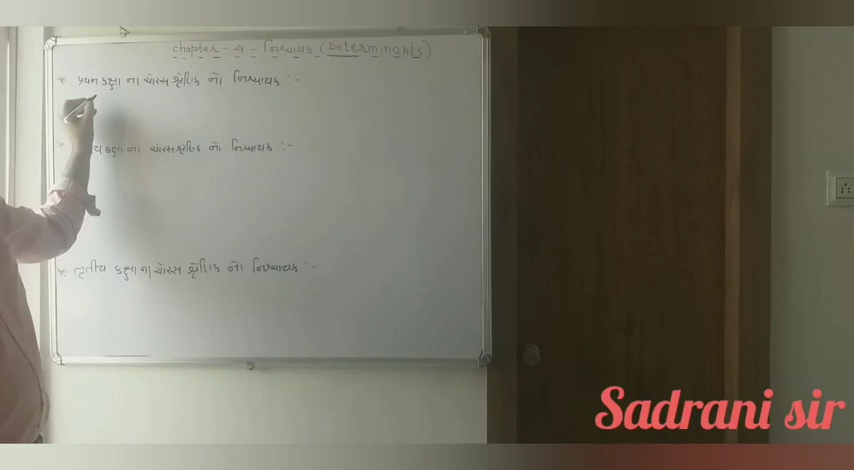 Chapter - 4 - નિશ્ચાયક (Determinants)
* પ્રથમ કક્ષા ના ચોરસ શ્રેણિક નો નિશ્ચાયક :-
કક્ષા ના ચોરસ શ્રેણિક નો નિશ્ચાયક :-
* તૃતીય કક્ષા ના ચોરસ શ્રેણિક નો નિશ્ચાયક :-
Sadrani sir